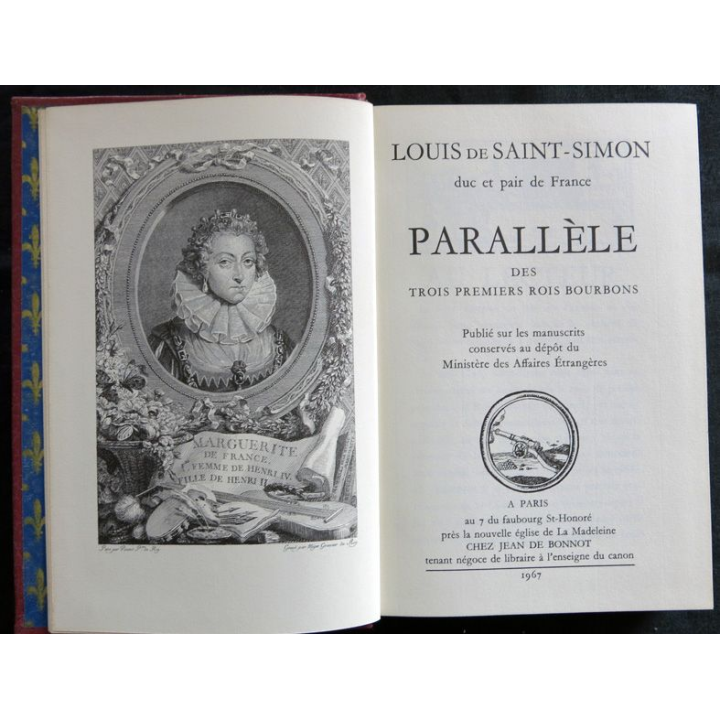 MARGUERITE
DE FRANCE,
FEMME DE HENRI IV.
FILLE DE HENRI II
LOUIS DE SAINT-SIMON
duc et pair de France
PARALLÈLE
DES
TROIS PREMIERS ROIS BOURBONS
Publié sur les manuscrits
conservés au dépôt du
Ministère des Affaires Étrangères
A PARIS
au 7 du faubourg St-Honoré
près la nouvelle église de La Madeleine
CHEZ JEAN DE BONNOT
tenant négoce de libraire à l'enseigne du canon
1967